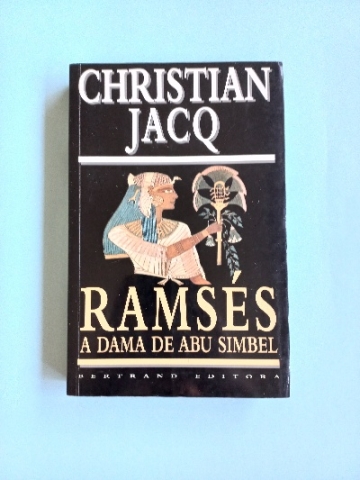 CHRISTIAN
JACQ
RAMSÉS
A DAMA DE ABU SIMBEL
BERTRAND EDITORA